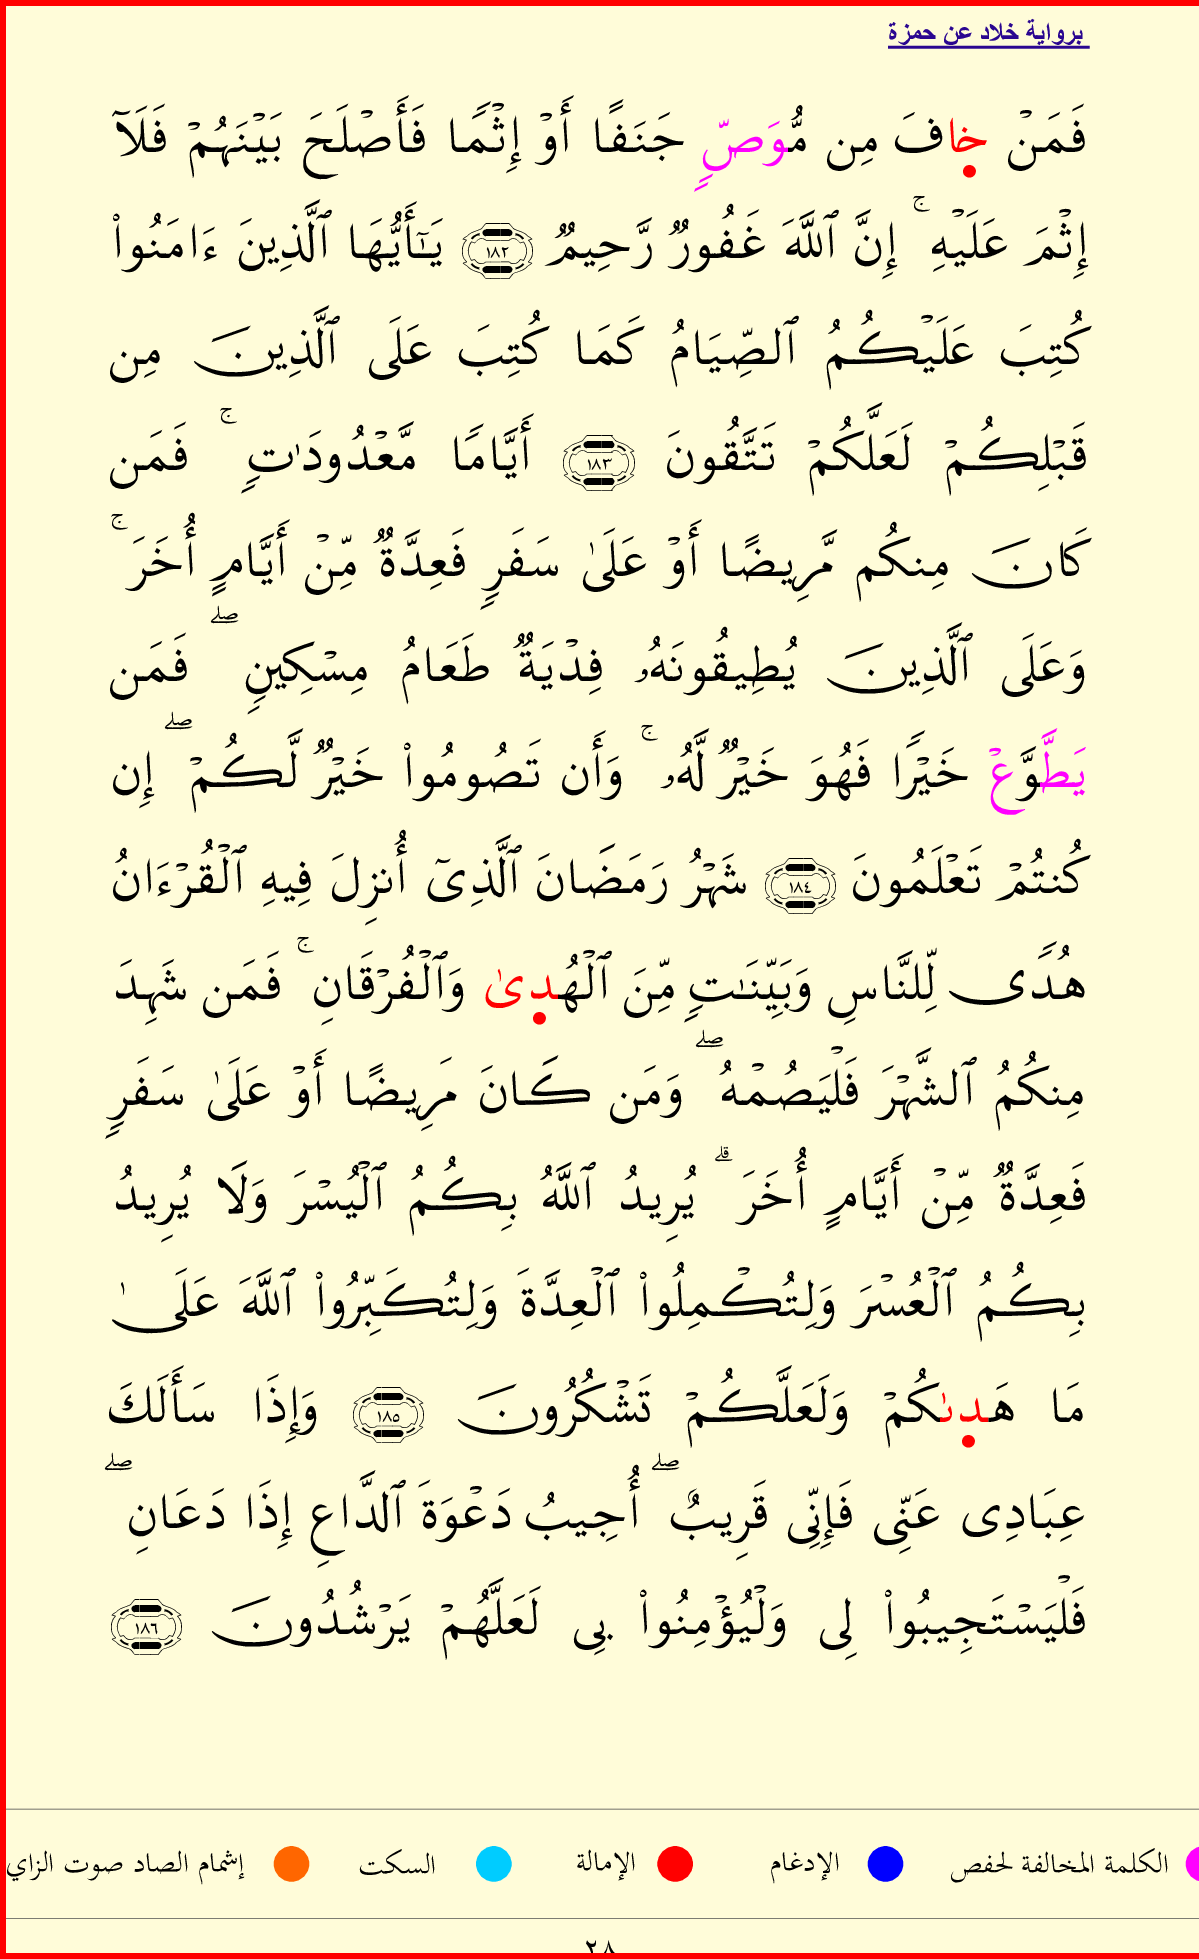 برواية خلاد عن حمزة
فَمَنۡ خِافَ مِن مُّوَصّٖ جَنَفًا أَوۡ إِثۡمٗا فَأَصۡلَحَ بَيۡنَهُمۡ فَلَآ
إِثۡمَ عَلَيۡهِۚ إِنَّ ٱللَّهَ غَفُورٞ رَّحِيمٞ ١٨٢ يَٰٓأَيُّهَا ٱلَّذِينَ ءَامَنُواْ
كُتِبَ عَلَيۡكُمُ ٱلصِّيَامُ كَمَا كُتِبَ عَلَى ٱلَّذِينَ مِن
قَبۡلِكُمۡ لَعَلَّكُمۡ تَتَّقُونَ ١٨٣ أَيَّامٗا مَّعۡدُودَٰتٖۚ فَمَن
كَانَ مِنكُم مَّرِيضًا أَوۡ عَلَىٰ سَفَرٖ فَعِدَّةٞ مِّنۡ أَيَّامٍ أُخَرَۚ
وَعَلَى ٱلَّذِينَ يُطِيقُونَهُۥ فِدۡيَةٞ طَعَامُ مِسۡكِينٖۖ فَمَن
يَطَّوَّعۡ خَيۡرٗا فَهُوَ خَيۡرٞ لَّهُۥۚ وَأَن تَصُومُواْ خَيۡرٞ لَّكُمۡۖ إِن
كُنتُمۡ تَعۡلَمُونَ ١٨٤ شَهۡرُ رَمَضَانَ ٱلَّذِيٓ أُنزِلَ فِيهِ ٱلۡقُرۡءَانُ
هُدٗى لِّلنَّاسِ وَبَيِّنَٰتٖ مِّنَ ٱلۡهُدِىٰ وَٱلۡفُرۡقَانِۚ فَمَن شَهِدَ
مِنكُمُ ٱلشَّهۡرَ فَلۡيَصُمۡهُۖ وَمَن كَانَ مَرِيضًا أَوۡ عَلَىٰ سَفَرٖ
فَعِدَّةٞ مِّنۡ أَيَّامٍ أُخَرَۗ يُرِيدُ ٱللَّهُ بِكُمُ ٱلۡيُسۡرَ وَلَا يُرِيدُ
بِكُمُ ٱلۡعُسۡرَ وَلِتُكۡمِلُواْ ٱلۡعِدَّةَ وَلِتُكَبِّرُواْ ٱللَّهَ عَلَىٰ
مَا هَدِىٰكُمۡ وَلَعَلَّكُمۡ تَشۡكُرُونَ ١٨٥ وَإِذَا سَأَلَكَ
عِبَادِي عَنِّي فَإِنِّي قَرِيبٌۖ أُجِيبُ دَعۡوَةَ ٱلدَّاعِ إِذَا دَعَانِۖ
فَلۡيَسۡتَجِيبُواْ لِي وَلۡيُؤۡمِنُواْ بِي لَعَلَّهُمۡ يَرۡشُدُونَ ١٨٦
الكلمة المخالفة لحفص الإدغام الإمالة السكت إشمام الصاد صوت الزاي
٢٨